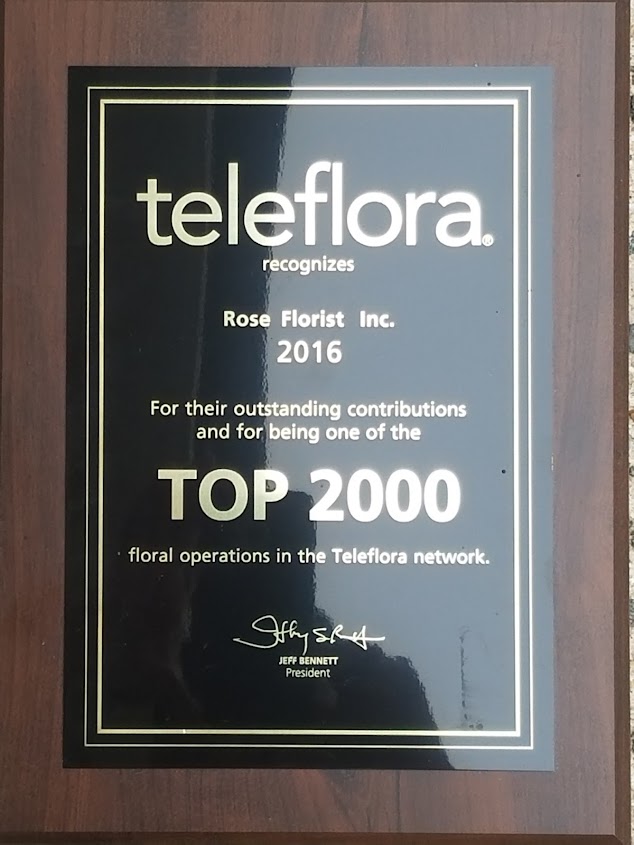 teleflora®
recognizes
Rose Florist Inc.
2016
For their outstanding contributions
and for being one of the
TOP 2000
floral operations in the Teleflora network.
JEFF BENNETT
President